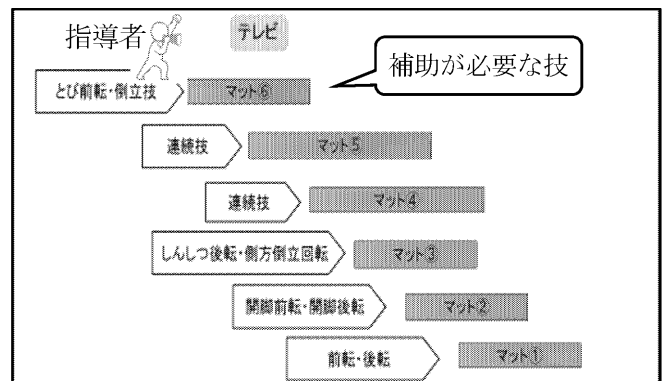 指導者
テレビ
補助が必要な技
とび前転・倒立技
マット⑥
連続技
マット5
連続技
マット④
しんしつ後転・側方倒立回転
マット③
開脚前転・開脚後転
マット②
前転・後転
マット①